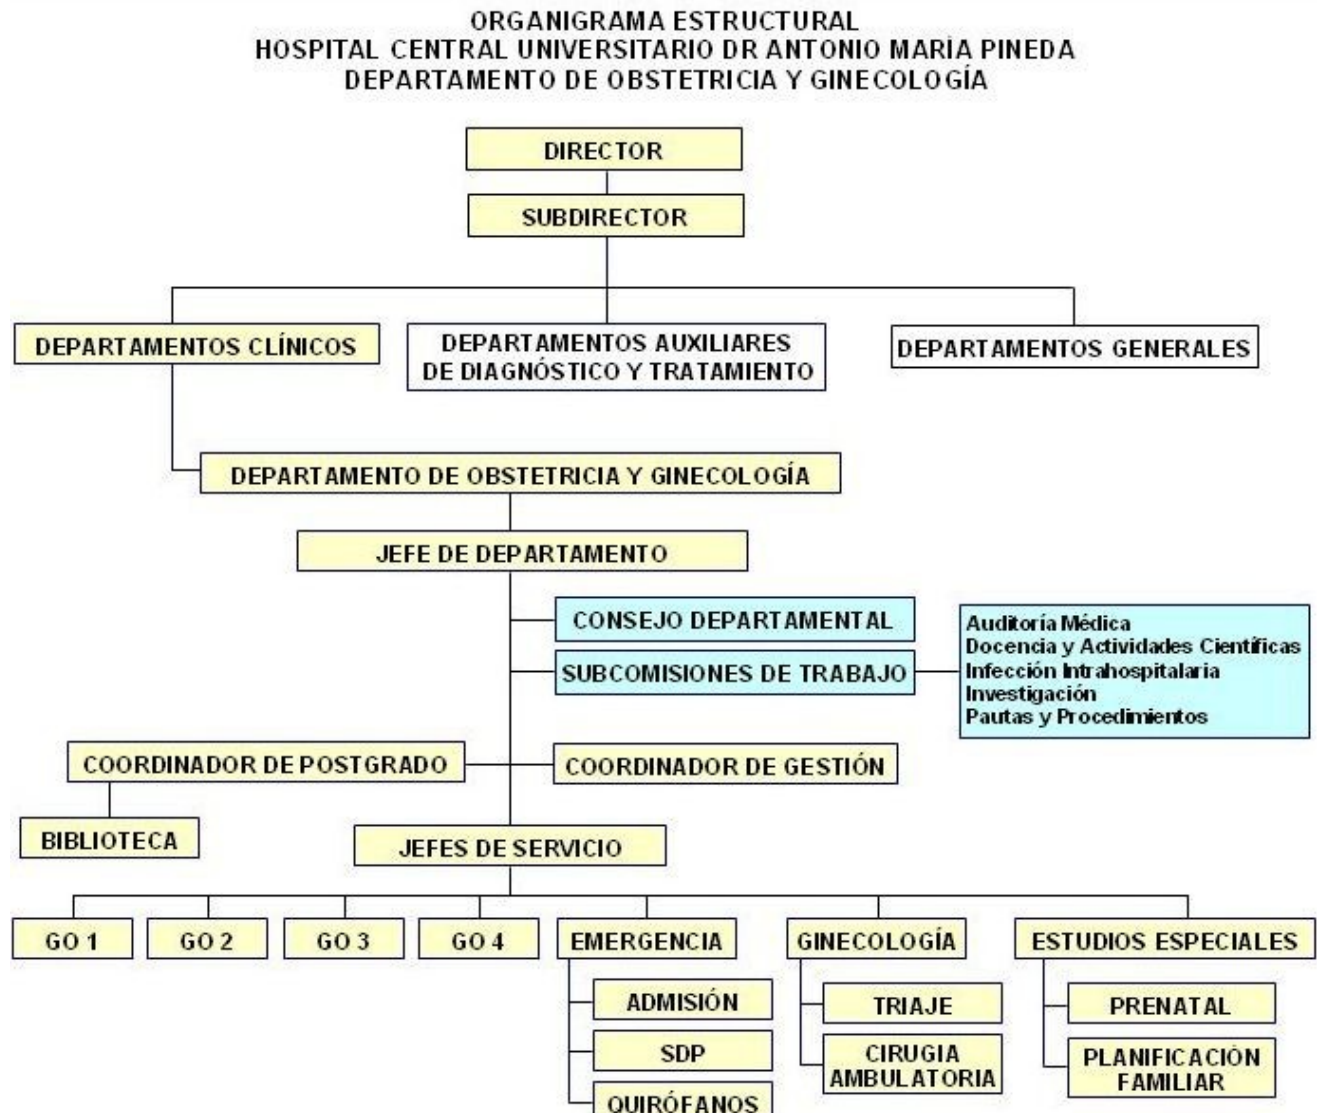 ORGANIGRAMA ESTRUCTURAL
HOSPITAL CENTRAL UNIVERSITARIO DR ANTONIO MARÍA PINEDA
DEPARTAMENTO DE OBSTETRICIA Y GINECOLOGÍA
DIRECTOR
SUBDIRECTOR
DEPARTAMENTOS CLÍNICOS
DEPARTAMENTOS AUXILIARES
DE DIAGNÓSTICO Y TRATAMIENTO
DEPARTAMENTOS GENERALES
DEPARTAMENTO DE OBSTETRICIA Y GINECOLOGÍA
JEFE DE DEPARTAMENTO
CONSEJO DEPARTAMENTAL
SUBCOMISIONES DE TRABAJO
Auditoría Médica
Docencia y Actividades Científicas
Infección Intrahospitalaria
Investigación
Pautas y Procedimientos
COORDINADOR DE POSTGRADO
COORDINADOR DE GESTIÓN
BIBLIOTECA
JEFES DE SERVICIO
GO 1
GO 2
GO 3
GO 4
EMERGENCIA
GINECOLOGÍA
ESTUDIOS ESPECIALES
ADMISIÓN
SDP
QUIRÓFANOS
TRIAJE
CIRUGIA
AMBULATORIA
PRENATAL
PLANIFICACIÓN
FAMILIAR